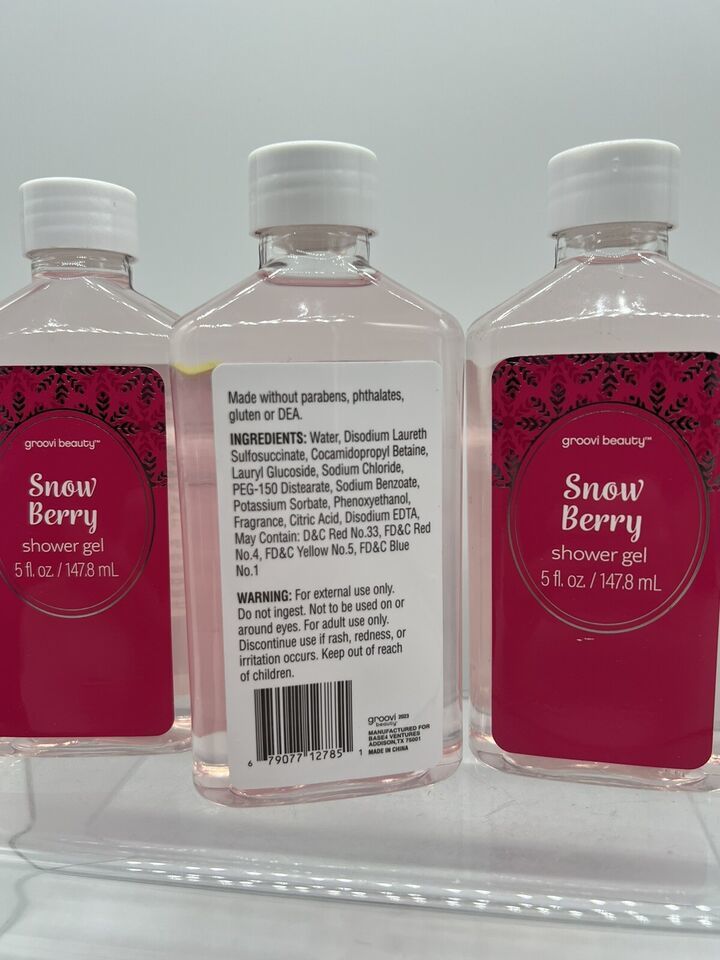 groovi beauty™
Snow
Berry
shower gel
5 fl. oz. / 147.8 mL
Made without parabens, phthalates,
gluten or DEA.
INGREDIENTS: Water, Disodium Laureth
Sulfosuccinate, Cocamidopropyl Betaine,
Lauryl Glucoside, Sodium Chloride,
PEG-150 Distearate, Sodium Benzoate,
Potassium Sorbate, Phenoxyethanol,
Fragrance, Citric Acid, Disodium EDTA,
May Contain: D&C Red No.33, FD&C Red
No.4, FD&C Yellow No.5, FD&C Blue
No.1
WARNING: For external use only.
Do not ingest. Not to be used on or
around eyes. For adult use only.
Discontinue use if rash, redness, or
irritation occurs. Keep out of reach
of children.
6 79077 12785 1
groovi 2023
beauty™
MANUFACTURED FOR
BASE4 VENTURES
ADDISON,TX 75001
MADE IN CHINA
groovi beauty™
Snow
Berry
shower gel
5 fl. oz. / 147.8 mL